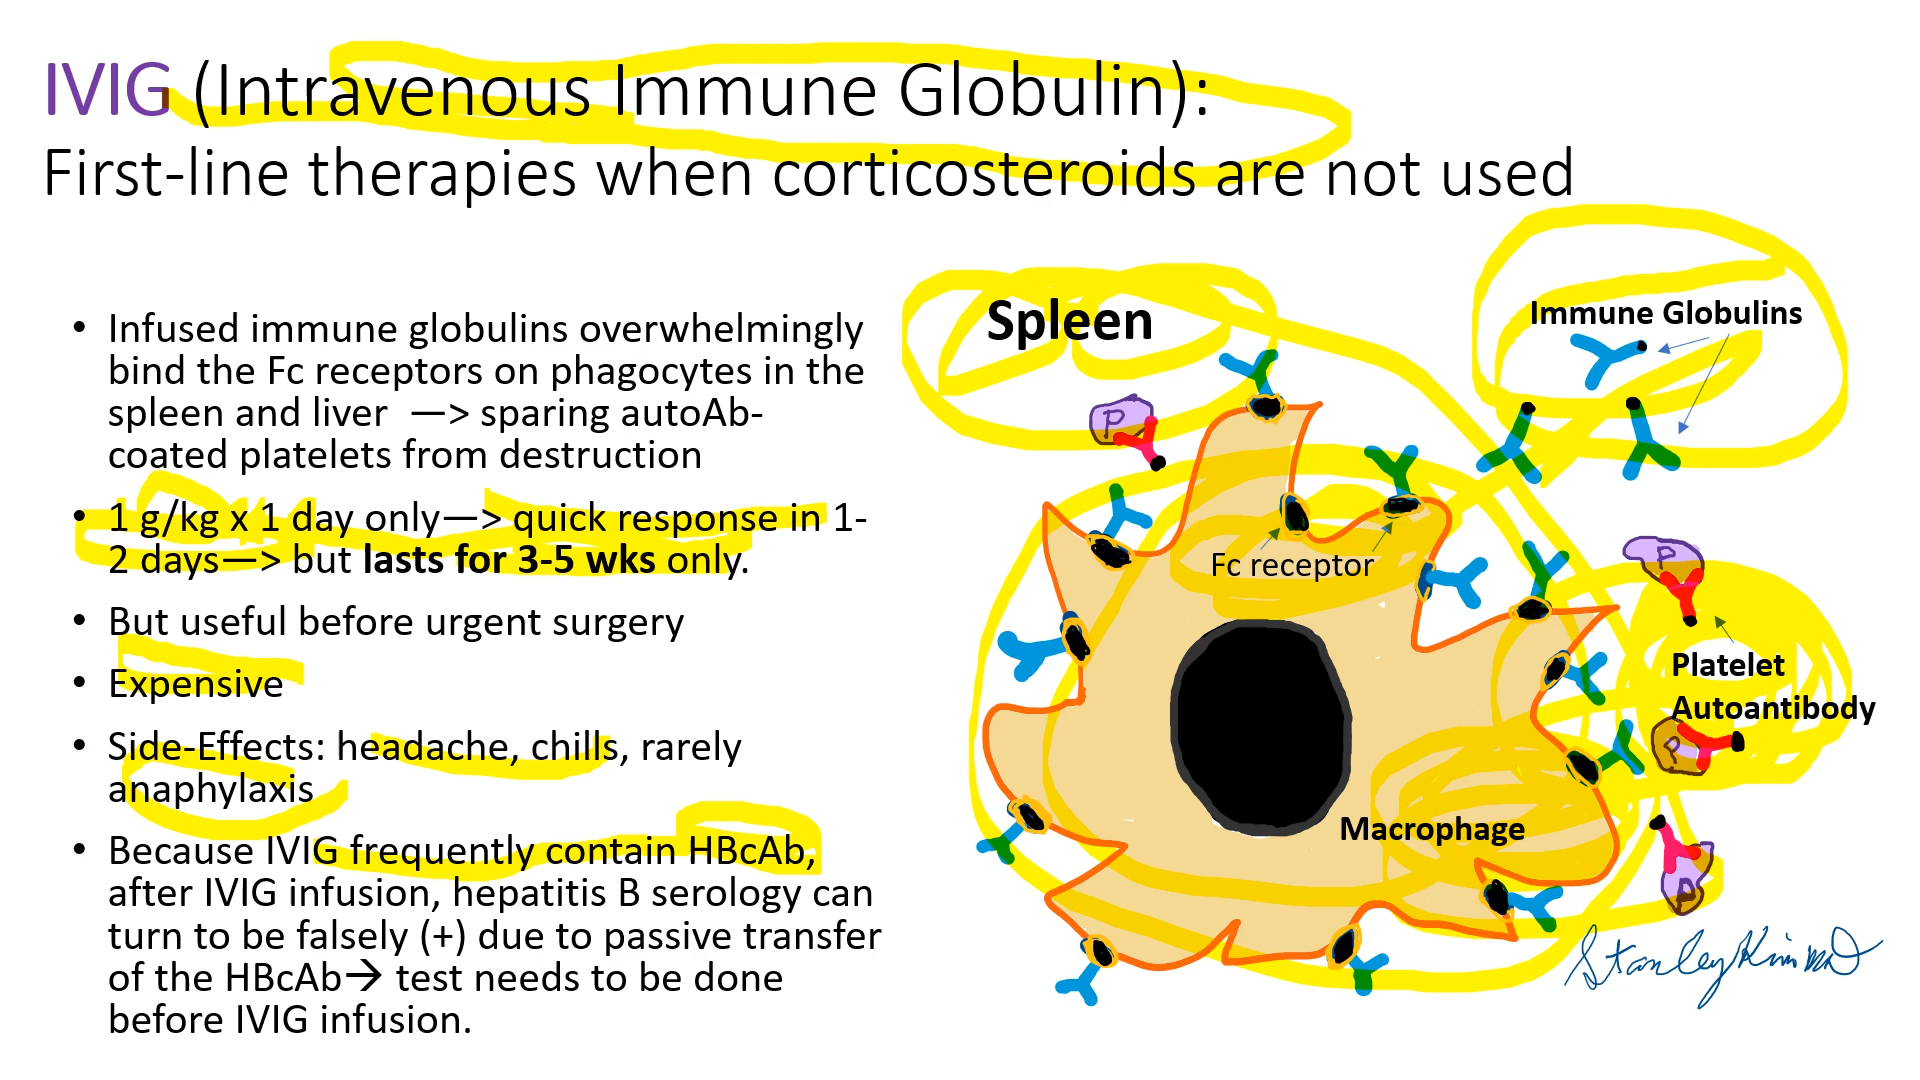 IVIG (Intravenous Immune Globulin):
First-line therapies when corticosteroids are not used
• Infused immune globulins overwhelmingly
bind the Fc receptors on phagocytes in the
spleen and liver —> sparing autoAb-
coated platelets from destruction
• 1 g/kg x 1 day only—> quick response in 1-
2 days—> but lasts for 3-5 wks only.
• But useful before urgent surgery
• Expensive
• Side-Effects: headache, chills, rarely
anaphylaxis
• Because IVIG frequently contain HBcAb,
after IVIG infusion, hepatitis B serology can
turn to be falsely (+) due to passive transfer
of the HBcAb→ test needs to be done
before IVIG infusion.
Spleen
Immune Globulins
P
Fc receptor
P
Platelet
Autoantibody
P
Macrophage
P
Stanley Kim MD